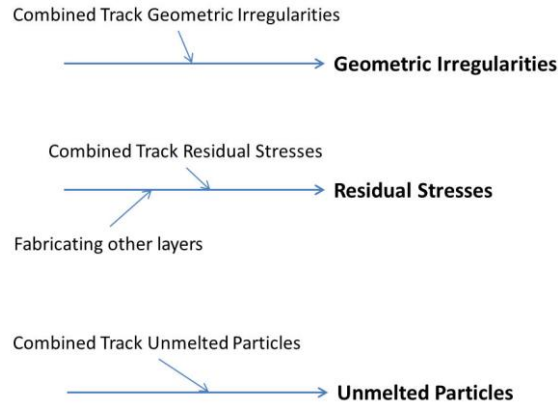 Combined Track Geometric Irregularities
Geometric Irregularities
Combined Track Residual Stresses
Residual Stresses
Fabricating other layers
Combined Track Unmelted Particles
Unmelted Particles